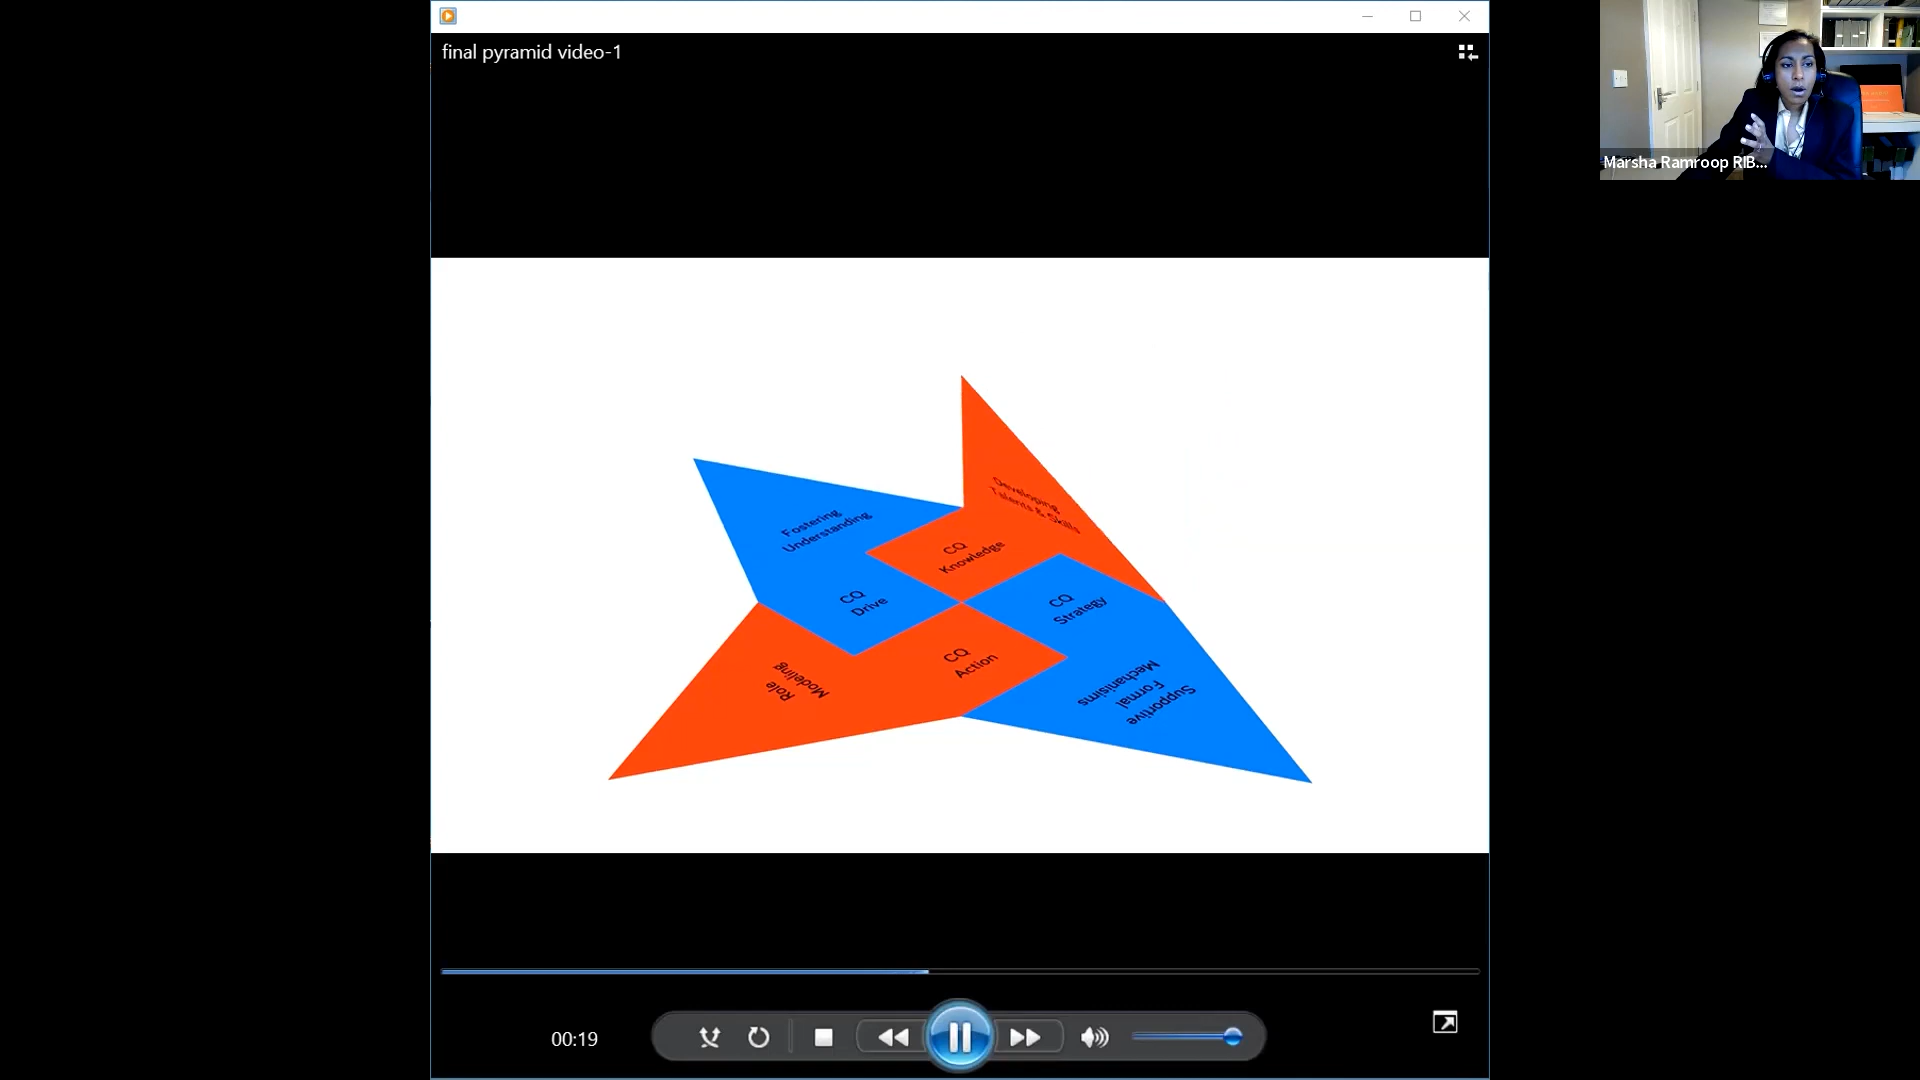 final pyramid video-1
Marsha Ramroop RIB...
Developing
Talents & Skills
Fostering
Understanding
CQ
Knowledge
CQ
Drive
CQ
Strategy
CQ
Action
Role
Modeling
Supportive
Formal
Mechanisims
00:19